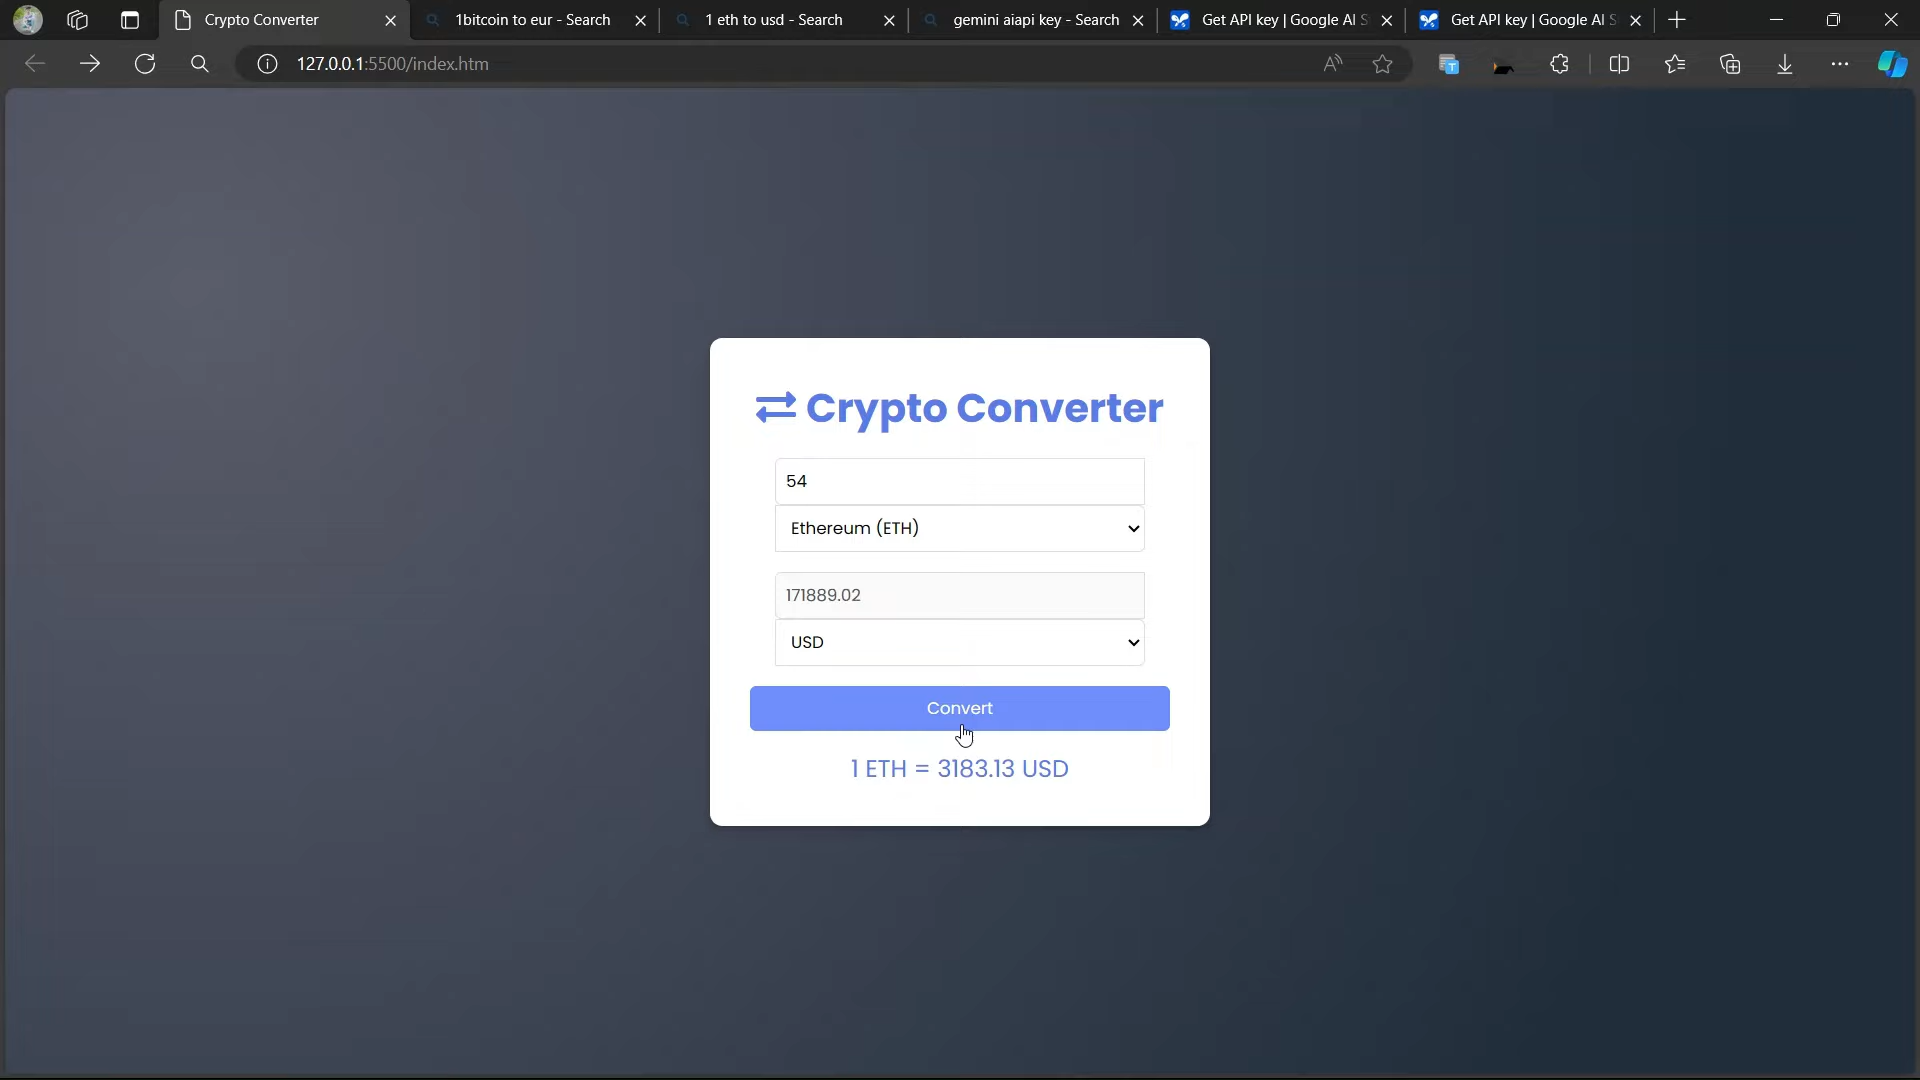 Crypto Converter
1bitcoin to eur - Search
1 eth to usd - Search
gemini aiapi key - Search
Get API key | Google AI S
Get API key | Google AI S
127.0.0.1:5500/index.htm
Crypto Converter
54
Ethereum (ETH)
171889.02
USD
Convert
1 ETH = 3183.13 USD